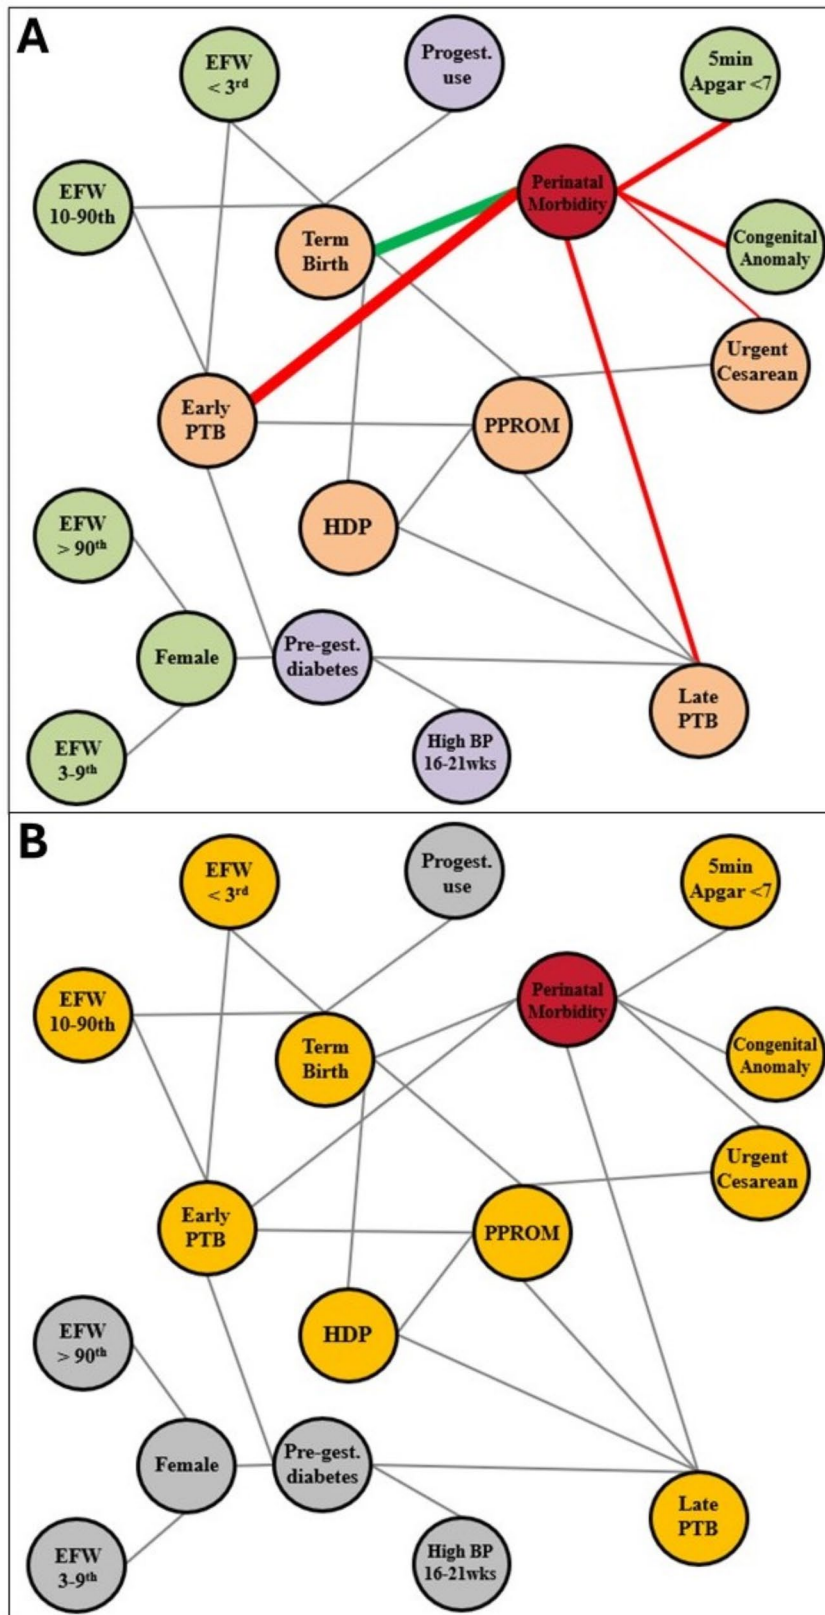 A
EFW
< 3rd
Progest.
use
5min
Apgar <7
EFW
10-90th
Term
Birth
Perinatal
Morbidity
Congenital
Anomaly
Urgent
Cesarean
Early
PTB
PPROM
HDP
EFW
> 90th
Female
Pre-gest.
diabetes
EFW
3-9th
High BP
16-21wks
Late
PTB
B
EFW
< 3rd
Progest.
use
5min
Apgar <7
EFW
10-90th
Term
Birth
Perinatal
Morbidity
Congenital
Anomaly
Urgent
Cesarean
Early
PTB
PPROM
HDP
EFW
> 90th
Female
Pre-gest.
diabetes
EFW
3-9th
High BP
16-21wks
Late
PTB